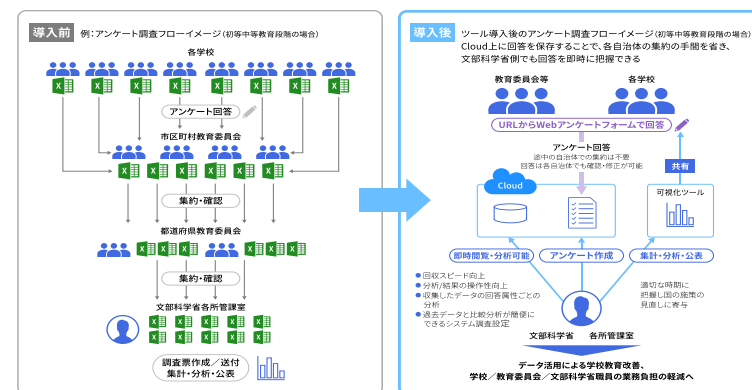 導入前 例：アンケート調査フローイメージ(初等中等教育段階の場合)
各学校
アンケート回答
市区町村教育委員会
集約・確認
都道府県教育委員会
集約・確認
文部科学省各所管課室
調査票作成／送付
集計・分析・公表
導入後 ツール導入後のアンケート調査フローイメージ(初等中等教育段階の場合)
Cloud上に回答を保存することで、各自治体の集約の手間を省き、
文部科学省側でも回答を即時に把握できる
教育委員会等 各学校
URLからWebアンケートフォームで回答
アンケート回答
途中の自治体での集約は不要
回答は各自治体でも確認・修正が可能
共有
Cloud
可視化ツール
即時閲覧・分析可能 アンケート作成 集計・分析・公表
●回収スピード向上
●分析/結果の操作性向上
●収集したデータの回答属性ごとの
分析
●過去データと比較分析が簡便に
できるシステム調査設定
適切な時期に
把握し国の施策の
見直しに寄与
文部科学省 各所管課室
データ活用による学校教育改善、
学校／教育委員会／文部科学省職員の業務負担の軽減へ